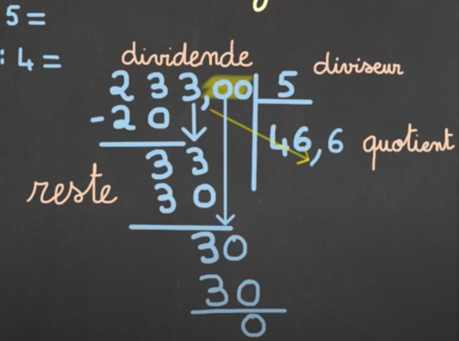 5 =
: 4 =
dividende
diviseur
2 3 3,00 5
- 2 0
46,6 quotient
3 3
reste
3 0
30
30
0